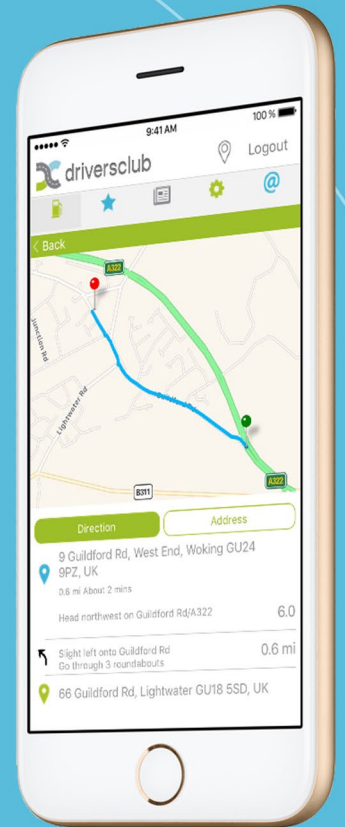 9:41 AM
100 %
driversclub
Logout
@
< Back
A322
Junction Rd
Lightwater Rd
Guildford Rd
B311
A322
Direction
Address
9 Guildford Rd, West End, Woking GU24
9PZ, UK
0.6 mi About 2 mins
Head northwest on Guildford Rd/A322
6.0
Slight left onto Guildford Rd
0.6 mi
Go through 3 roundabouts
66 Guildford Rd, Lightwater GU18 5SD, UK